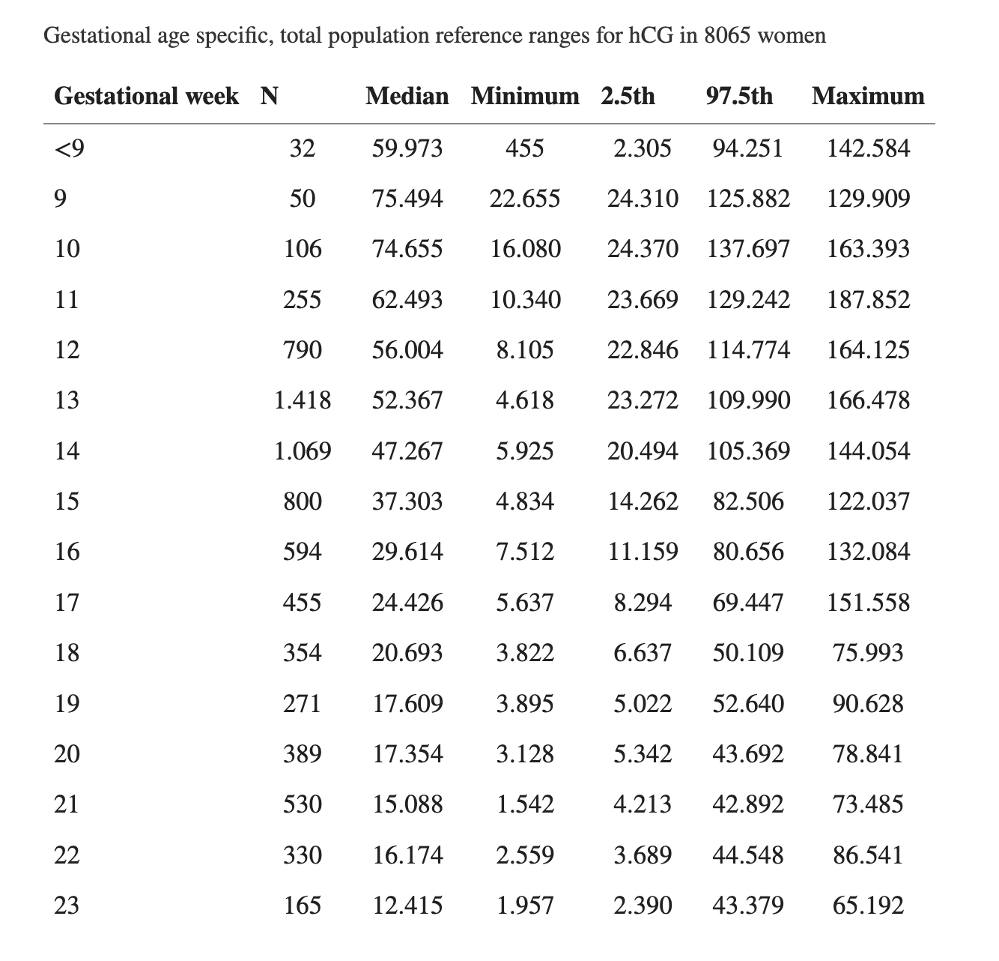 Gestational age specific, total population reference ranges for hCG in 8065 women
Gestational week N Median Minimum 2.5th 97.5th Maximum
<9 32 59.973 455 2.305 94.251 142.584
9 50 75.494 22.655 24.310 125.882 129.909
10 106 74.655 16.080 24.370 137.697 163.393
11 255 62.493 10.340 23.669 129.242 187.852
12 790 56.004 8.105 22.846 114.774 164.125
13 1.418 52.367 4.618 23.272 109.990 166.478
14 1.069 47.267 5.925 20.494 105.369 144.054
15 800 37.303 4.834 14.262 82.506 122.037
16 594 29.614 7.512 11.159 80.656 132.084
17 455 24.426 5.637 8.294 69.447 151.558
18 354 20.693 3.822 6.637 50.109 75.993
19 271 17.609 3.895 5.022 52.640 90.628
20 389 17.354 3.128 5.342 43.692 78.841
21 530 15.088 1.542 4.213 42.892 73.485
22 330 16.174 2.559 3.689 44.548 86.541
23 165 12.415 1.957 2.390 43.379 65.192